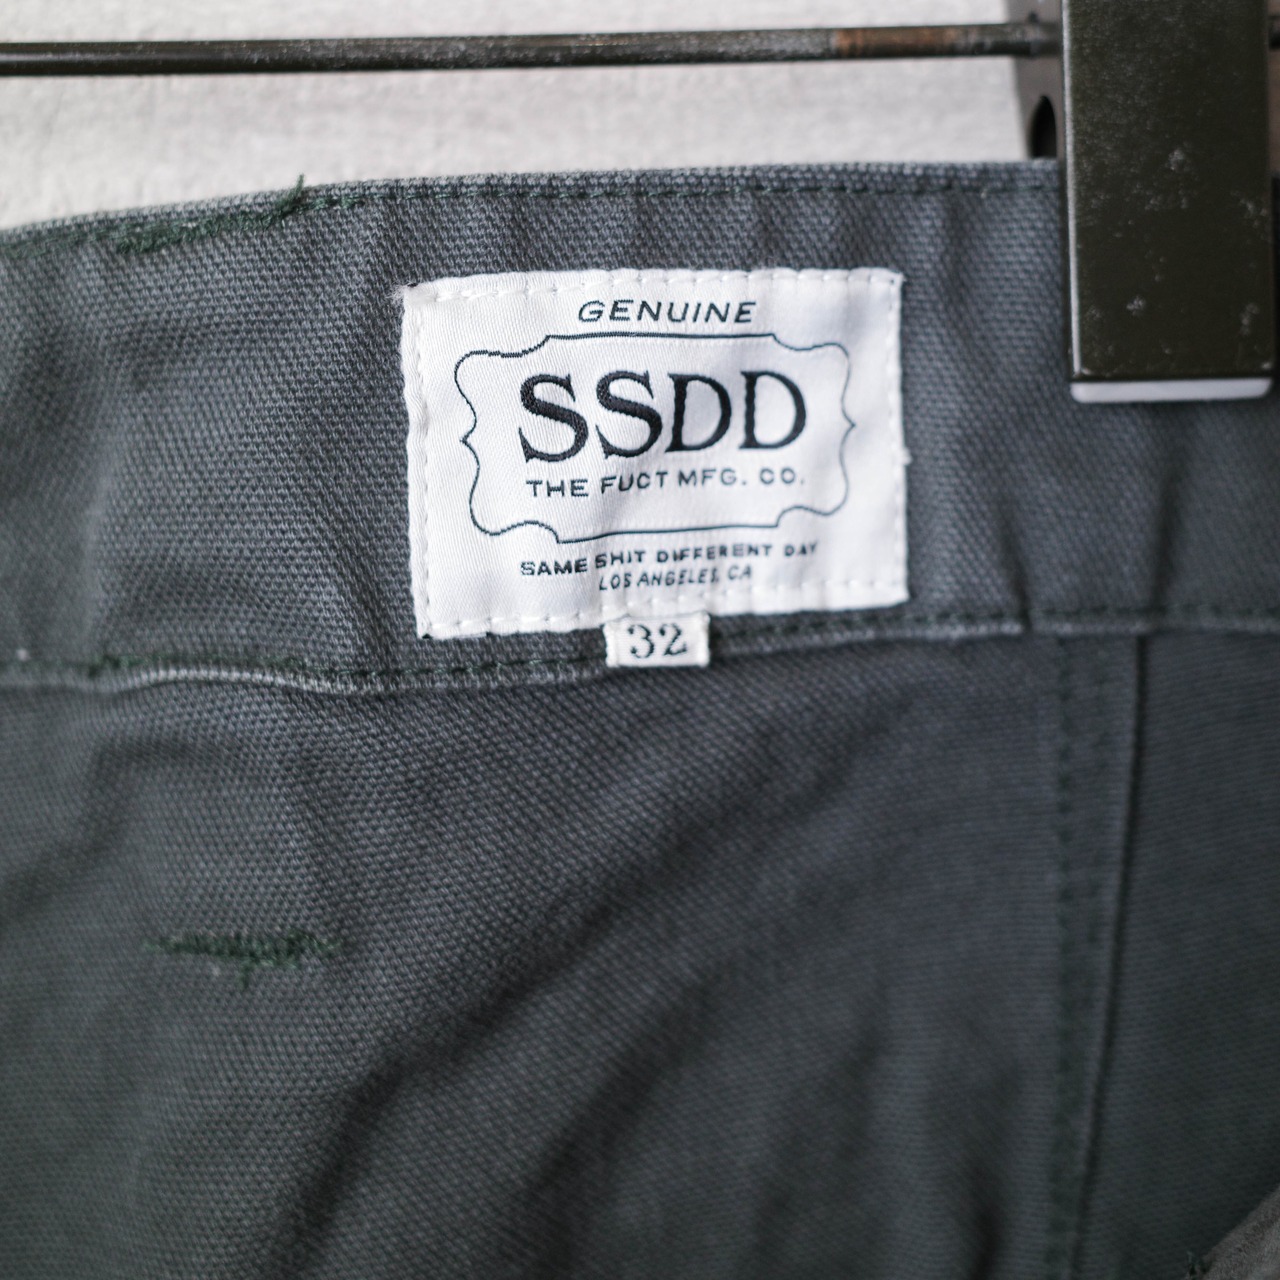 GENUINE
SSDD
THE FUCT MFG. CO.
SAME SHIT DIFFERENT DAY
LOS ANGELES, CA
32